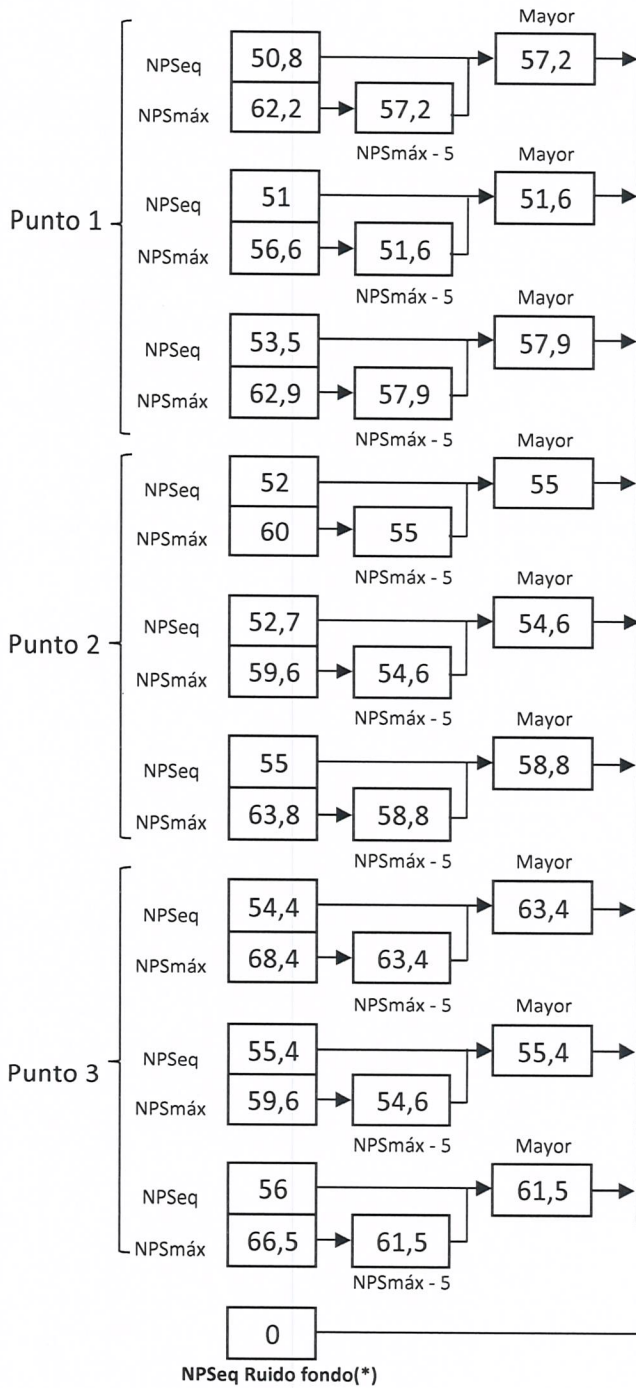 Mayor
NPSeq 50,8 57,2
NPSmáx 62,2 57,2
NPSmáx - 5
Mayor
Punto 1
NPSeq 51 51,6
NPSmáx 56,6 51,6
NPSmáx - 5
Mayor
NPSeq 53,5 57,9
NPSmáx 62,9 57,9
NPSmáx - 5
Mayor
NPSeq 52 55
NPSmáx 60 55
NPSmáx - 5
Mayor
Punto 2
NPSeq 52,7 54,6
NPSmáx 59,6 54,6
NPSmáx - 5
Mayor
NPSeq 55 58,8
NPSmáx 63,8 58,8
NPSmáx - 5
Mayor
NPSeq 54,4 63,4
NPSmáx 68,4 63,4
NPSmáx - 5
Mayor
Punto 3
NPSeq 55,4 55,4
NPSmáx 59,6 54,6
NPSmáx - 5
Mayor
NPSeq 56 61,5
NPSmáx 66,5 61,5
NPSmáx - 5
0
NPSeq Ruido fondo(*)